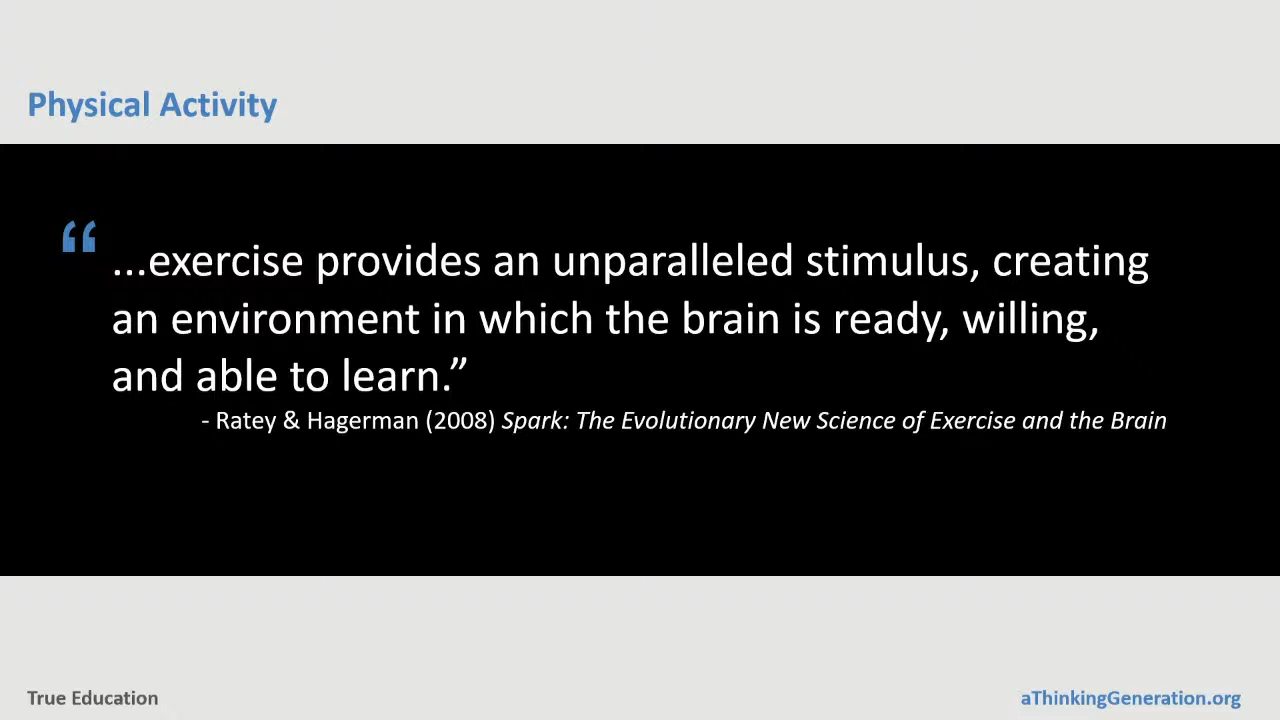 Physical Activity
“ ...exercise provides an unparalleled stimulus, creating
an environment in which the brain is ready, willing,
and able to learn.”
- Ratey & Hagerman (2008) Spark: The Evolutionary New Science of Exercise and the Brain
True Education
aThinkingGeneration.org